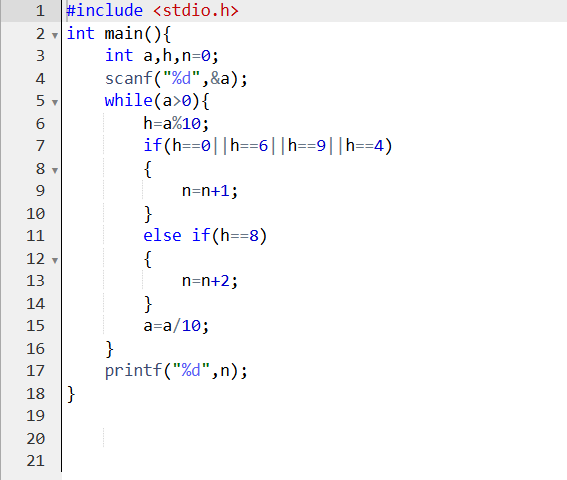 1 #include <stdio.h>
2 int main(){
3     int a,h,n=0;
4     scanf("%d",&a);
5     while(a>0){
6         h=a%10;
7         if(h==0||h==6||h==9||h==4)
8         {
9             n=n+1;
10         }
11         else if(h==8)
12         {
13             n=n+2;
14         }
15         a=a/10;
16     }
17     printf("%d",n);
18 }
19
20
21